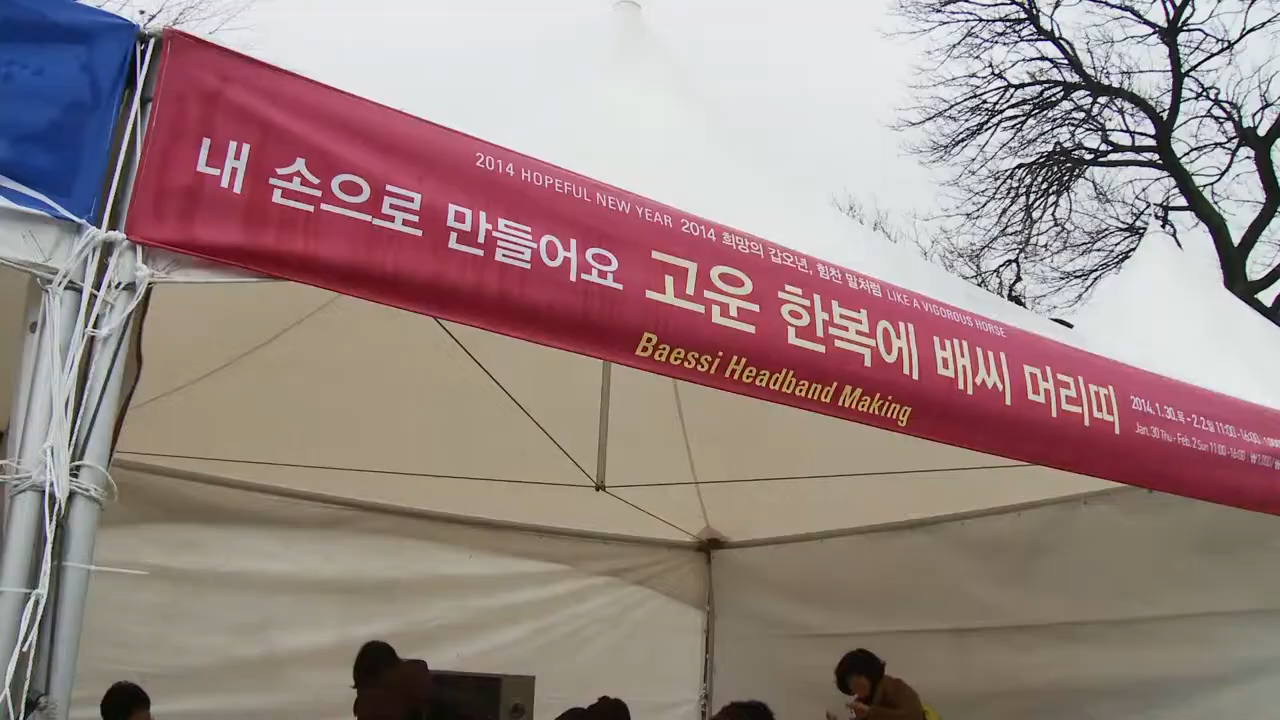 2014 HOPEFUL NEW YEAR 2014 희망의 갑오년, 힘찬 말처럼 LIKE A VIGOROUS HORSE
내 손으로 만들어요 고운 한복에 배씨 머리띠
Baessi Headband Making
2014.1.30.목 - 2.2일 11:00 -16:00
Jan. 30 Thu - Feb. 2 Sun 11:00 -16:00